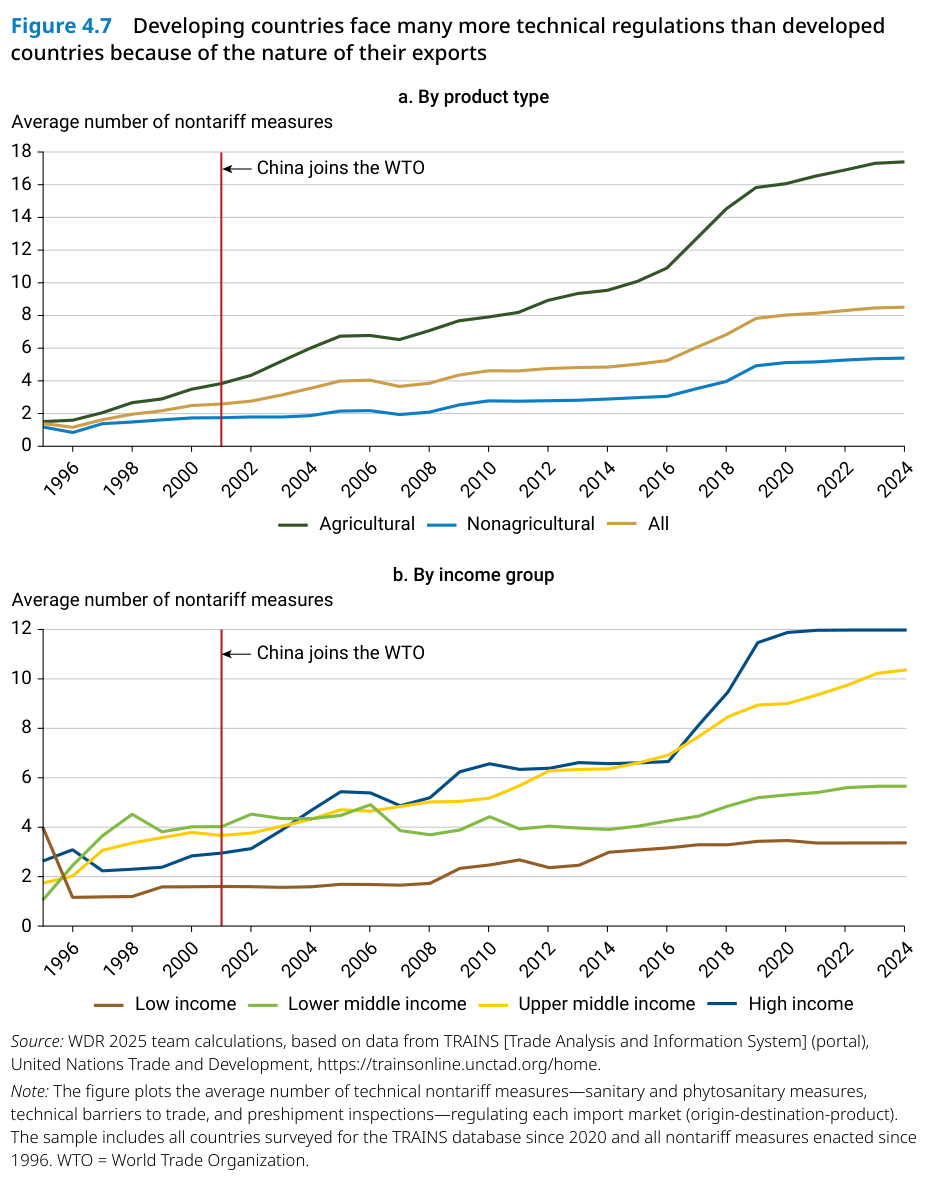 Figure 4.7 Developing countries face many more technical regulations than developed
countries because of the nature of their exports
a. By product type
Average number of nontariff measures
18
China joins the WTO
16
14
12
10
8
6
4
2
0
1996 1998 2000 2002 2004 2006 2008 2010 2012 2014 2016 2018 2020 2022 2024
Agricultural Nonagricultural All
b. By income group
Average number of nontariff measures
12
China joins the WTO
10
8
6
4
2
0
1996 1998 2000 2002 2004 2006 2008 2010 2012 2014 2016 2018 2020 2022 2024
Low income Lower middle income Upper middle income High income
Source: WDR 2025 team calculations, based on data from TRAINS [Trade Analysis and Information System] (portal),
United Nations Trade and Development, https://trainsonline.unctad.org/home.
Note: The figure plots the average number of technical nontariff measures—sanitary and phytosanitary measures,
technical barriers to trade, and preshipment inspections—regulating each import market (origin-destination-product).
The sample includes all countries surveyed for the TRAINS database since 2020 and all nontariff measures enacted since
1996. WTO = World Trade Organization.